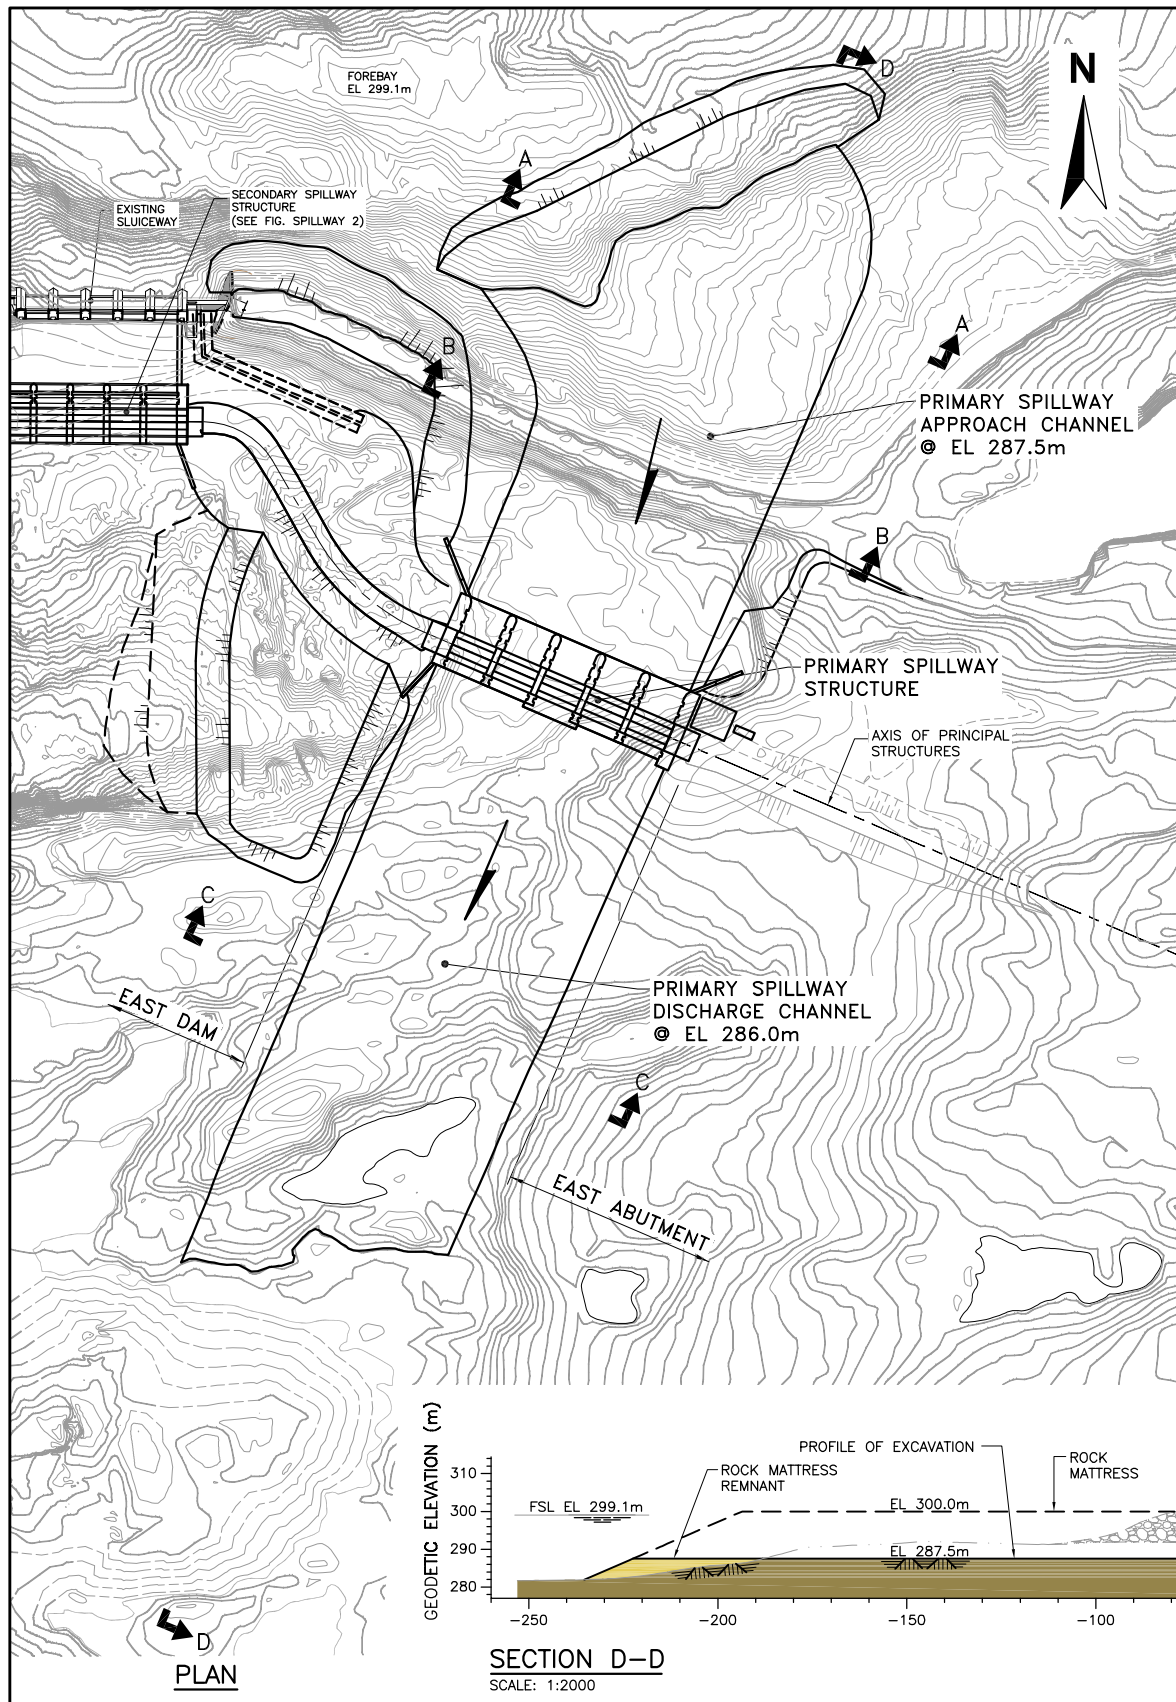 D
N
FOREBAY
EL 299.1m
A
SECONDARY SPILLWAY
STRUCTURE
(SEE FIG. SPILLWAY 2)
EXISTING
SLUICEWAY
A
B
PRIMARY SPILLWAY
APPROACH CHANNEL
@ EL 287.5m
B
PRIMARY SPILLWAY
STRUCTURE
AXIS OF PRINCIPAL
STRUCTURES
C
PRIMARY SPILLWAY
DISCHARGE CHANNEL
@ EL 286.0m
EAST DAM
C
EAST ABUTMENT
D
PLAN
GEODETIC ELEVATION (m)
310
300
290
280
FSL EL 299.1m
ROCK MATTRESS
REMNANT
PROFILE OF EXCAVATION
ROCK
MATTRESS
EL 300.0m
EL 287.5m
-250
-200
-150
-100
SECTION D-D
SCALE: 1:2000